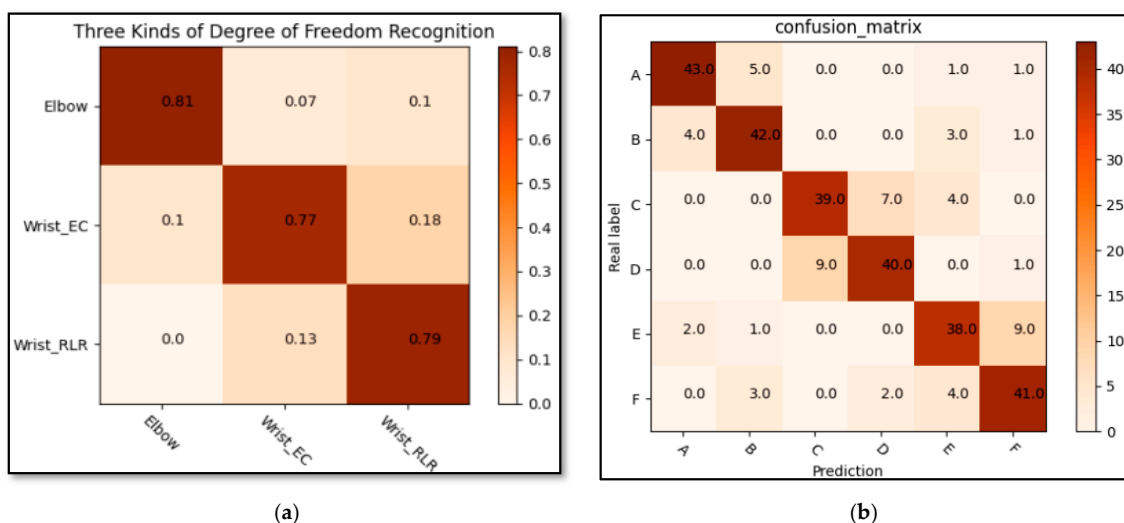 Three Kinds of Degree of Freedom Recognition
Elbow 0.81 0.07 0.1
Wrist_EC 0.1 0.77 0.18
Wrist_RLR 0.0 0.13 0.79
Elbow Wrist_EC Wrist_RLR
0.8
0.7
0.6
0.5
0.4
0.3
0.2
0.1
0.0
(a)
confusion_matrix
Real label
A 43.0 5.0 0.0 0.0 1.0 1.0
B 4.0 42.0 0.0 0.0 3.0 1.0
C 0.0 0.0 39.0 7.0 4.0 0.0
D 0.0 0.0 9.0 40.0 0.0 1.0
E 2.0 1.0 0.0 0.0 38.0 9.0
F 0.0 3.0 0.0 2.0 4.0 41.0
A B C D E F
Prediction
40
35
30
25
20
15
10
5
0
(b)